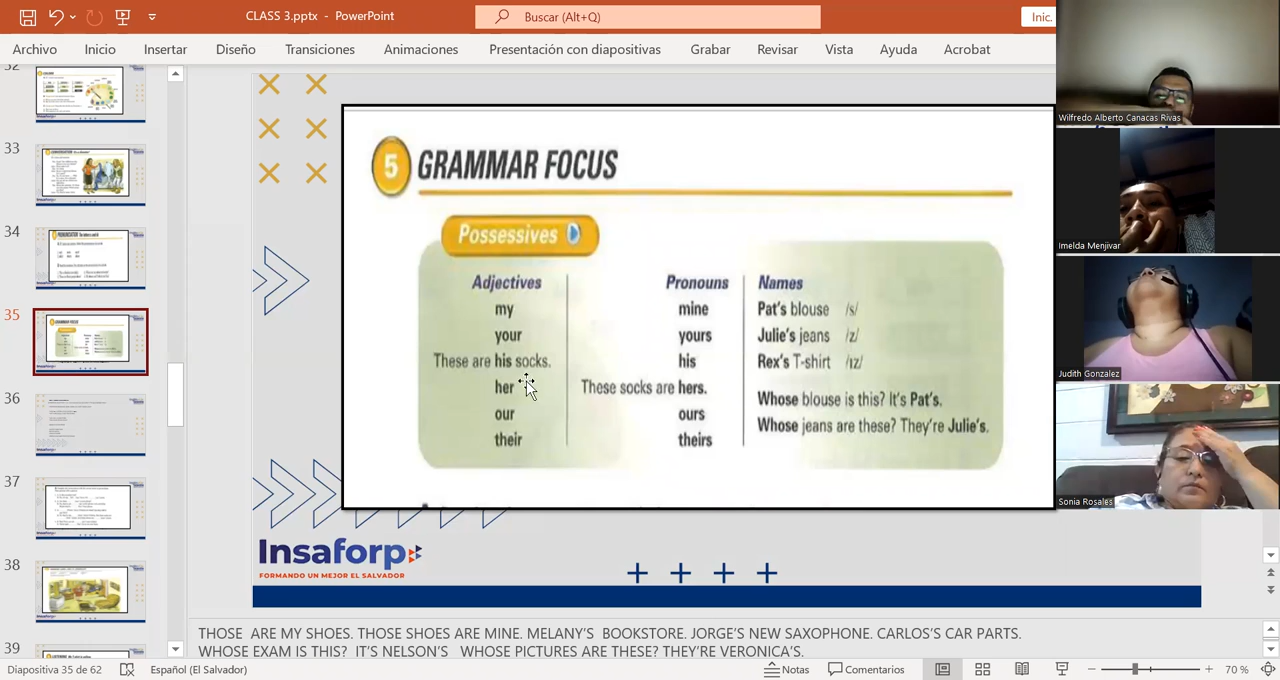 CLASS 3.pptx - PowerPoint
Buscar (Alt+Q)
Inic.
Archivo Inicio Insertar Diseño Transiciones Animaciones Presentación con diapositivas Grabar Revisar Vista Ayuda Acrobat
32
33
34
35
36
37
38
39
5 GRAMMAR FOCUS
Possessives
Adjectives Pronouns Names
my mine Pat's blouse /s/
your yours Julie's jeans /z/
These are his socks. his Rex's T-shirt /ɪz/
her These socks are hers.
our ours
their theirs
Whose blouse is this? It's Pat's.
Whose jeans are these? They're Julie's.
Insaforp
FORMANDO UN MEJOR EL SALVADOR
Wilfredo Alberto Canacas Rivas
Imelda Menjivar
Judith Gonzalez
Sonia Rosales
THOSE ARE MY SHOES. THOSE SHOES ARE MINE. MELANY'S BOOKSTORE. JORGE'S NEW SAXOPHONE. CARLOS'S CAR PARTS.
WHOSE EXAM IS THIS? IT'S NELSON'S WHOSE PICTURES ARE THESE? THEY'RE VERONICA'S.
Diapositiva 35 de 62 Español (El Salvador) Notas Comentarios 70 %